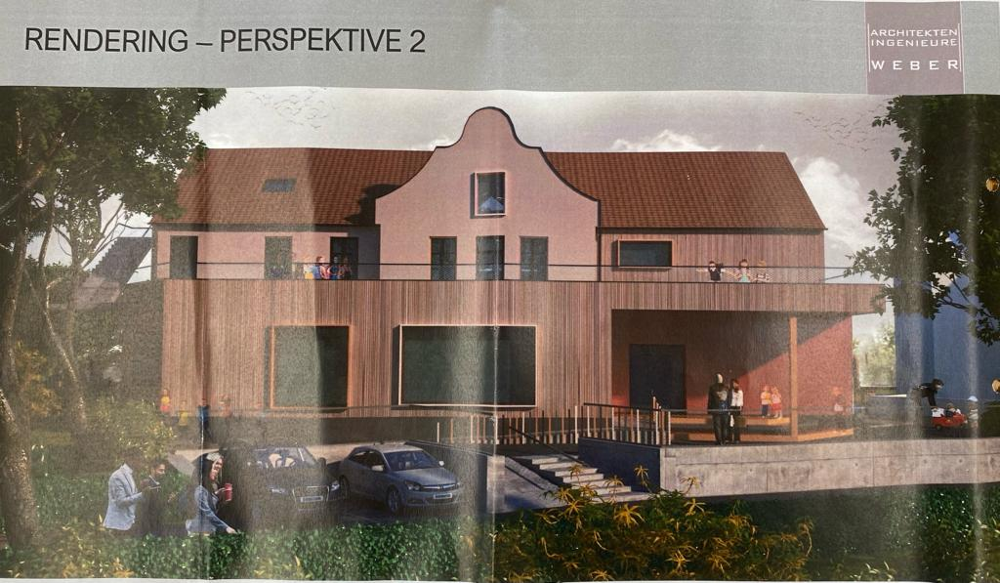 RENDERING – PERSPEKTIVE 2
ARCHITEKTEN
INGENIEURE
WEBER